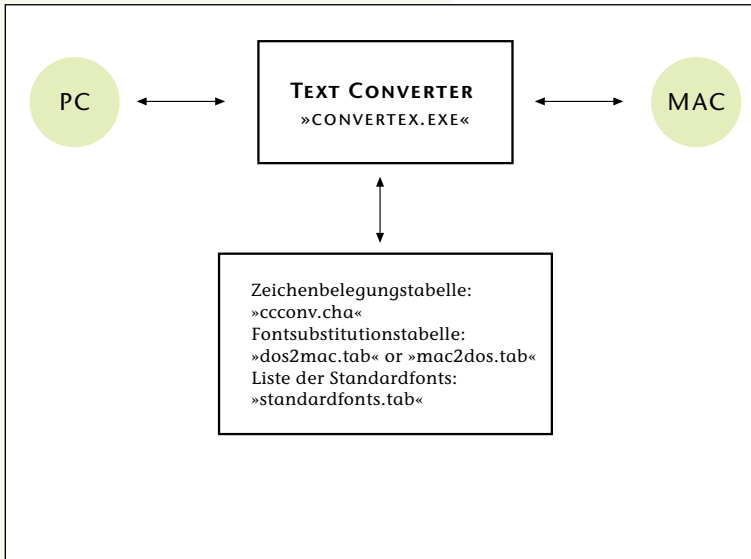 PC
TEXT CONVERTER
»CONVERTEX.EXE«
MAC
Zeichenbelegungstabelle:
»ccconv.cha«
Fontsubstitutionstabelle:
»dos2mac.tab« or »mac2dos.tab«
Liste der Standardfonts:
»standardfonts.tab«